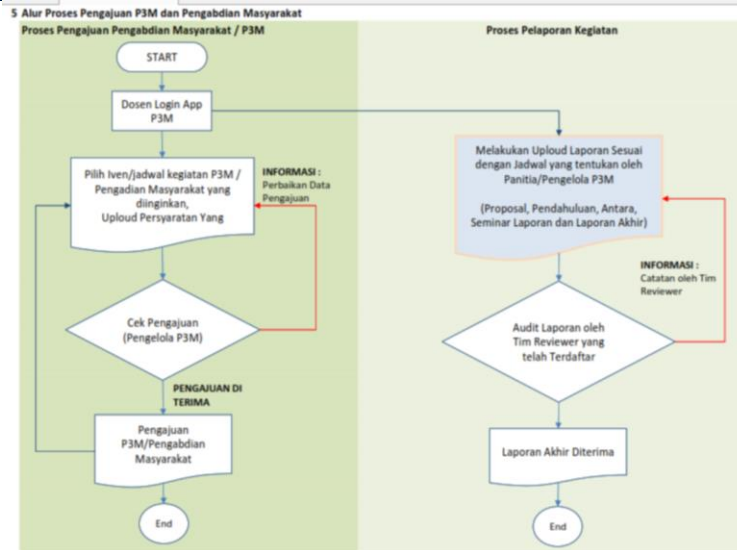 5 Alur Proses Pengajuan P3M dan Pengabdian Masyarakat
Proses Pengajuan Pengabdian Masyarakat / P3M
START
Dosen Login App
P3M
Pilih Iven/jadwal kegiatan P3M /
Pengadian Masyarakat yang
diinginkan,
Uploud Persyaratan Yang
INFORMASI :
Perbaikan Data
Pengajuan
Cek Pengajuan
(Pengelola P3M)
PENGAJUAN DI
TERIMA
Pengajuan
P3M/Pengabdian
Masyarakat
End
Proses Pelaporan Kegiatan
Melakukan Uploud Laporan Sesuai
dengan Jadwal yang tentukan oleh
Panitia/Pengelola P3M
(Proposal, Pendahuluan, Antara,
Seminar Laporan dan Laporan Akhir)
INFORMASI :
Catatan oleh Tim
Reviewer
Audit Laporan oleh
Tim Reviewer yang
telah Terdaftar
Laporan Akhir Diterima
End